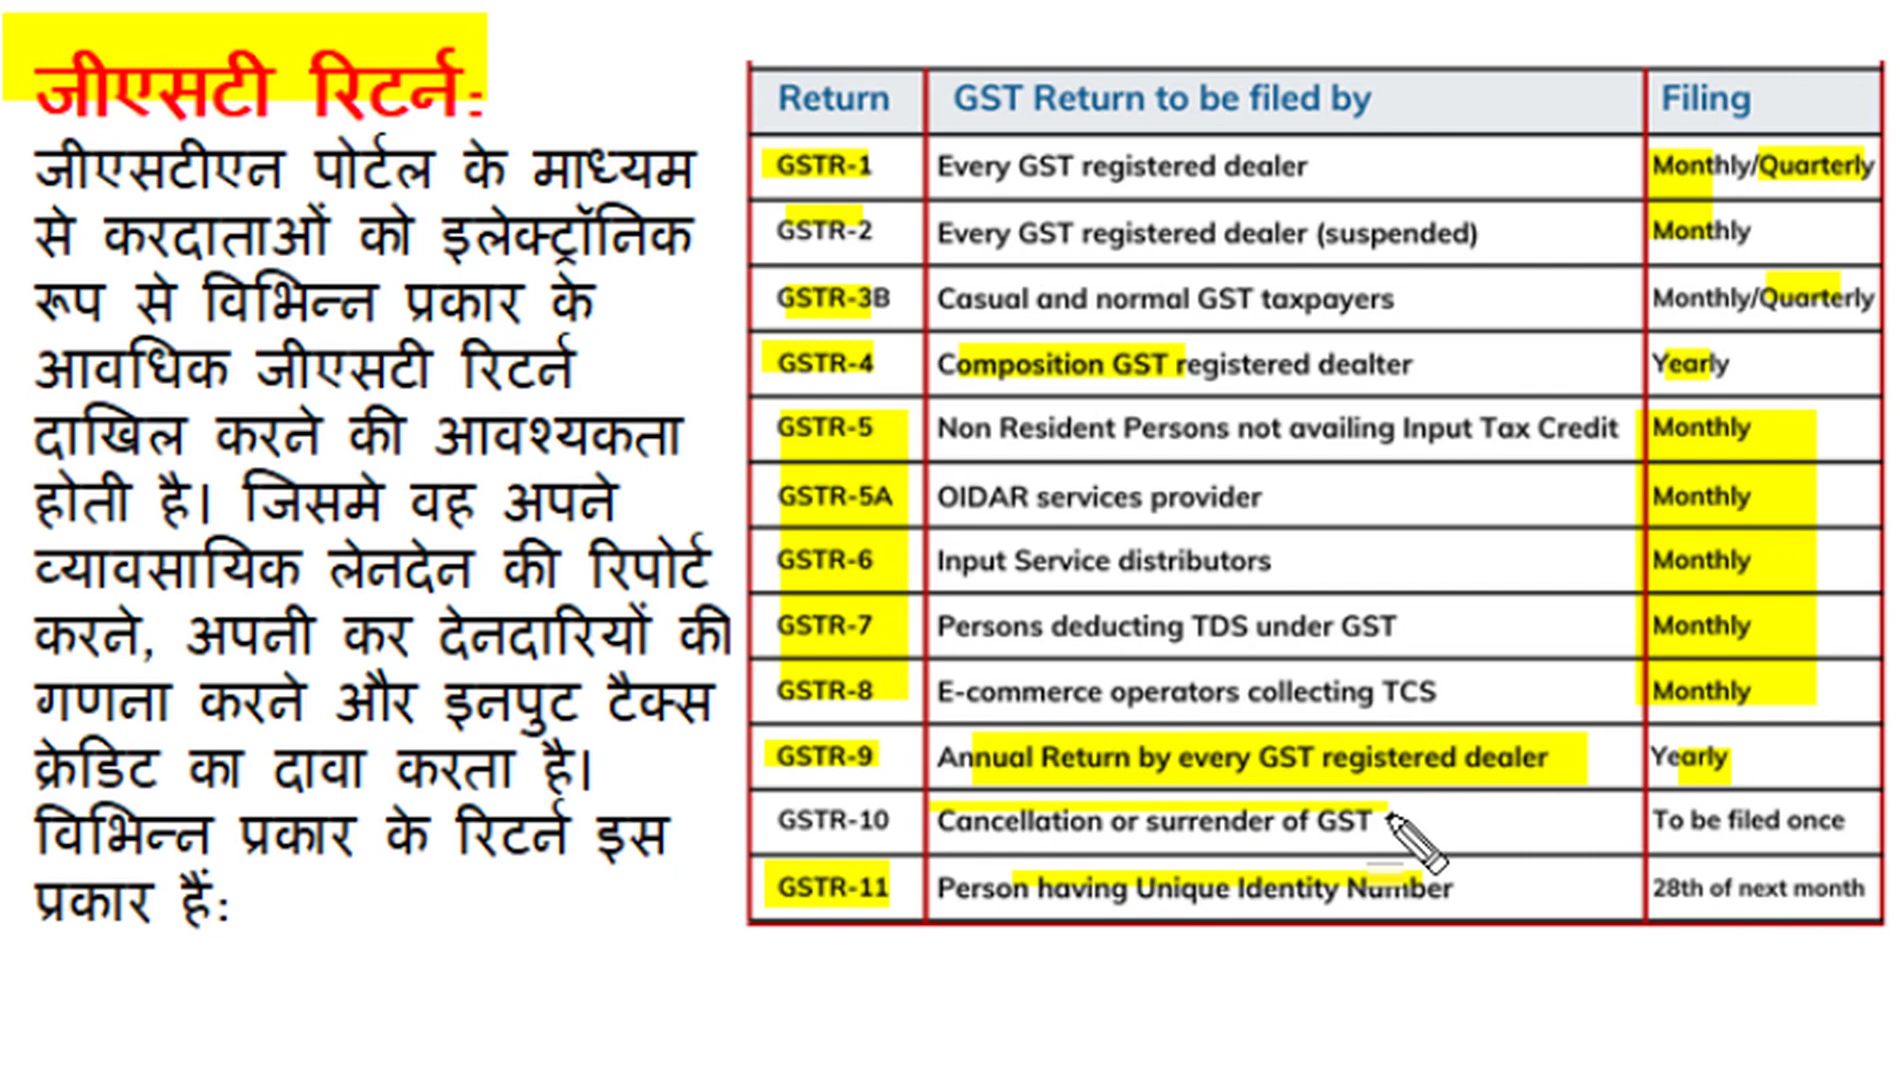 जीएसटी रिटर्न:
जीएसटीएन पोर्टल के माध्यम
से करदाताओं को इलेक्ट्रॉनिक
रूप से विभिन्न प्रकार के
आवधिक जीएसटी रिटर्न
दाखिल करने की आवश्यकता
होती है। जिसमे वह अपने
व्यावसायिक लेनदेन की रिपोर्ट
करने, अपनी कर देनदारियों की
गणना करने और इनपुट टैक्स
क्रेडिट का दावा करता है।
विभिन्न प्रकार के रिटर्न इस
प्रकार हैं:
Return GST Return to be filed by Filing
GSTR-1 Every GST registered dealer Monthly/Quarterly
GSTR-2 Every GST registered dealer (suspended) Monthly
GSTR-3B Casual and normal GST taxpayers Monthly/Quarterly
GSTR-4 Composition GST registered dealter Yearly
GSTR-5 Non Resident Persons not availing Input Tax Credit Monthly
GSTR-5A OIDAR services provider Monthly
GSTR-6 Input Service distributors Monthly
GSTR-7 Persons deducting TDS under GST Monthly
GSTR-8 E-commerce operators collecting TCS Monthly
GSTR-9 Annual Return by every GST registered dealer Yearly
GSTR-10 Cancellation or surrender of GST To be filed once
GSTR-11 Person having Unique Identity Number 28th of next month